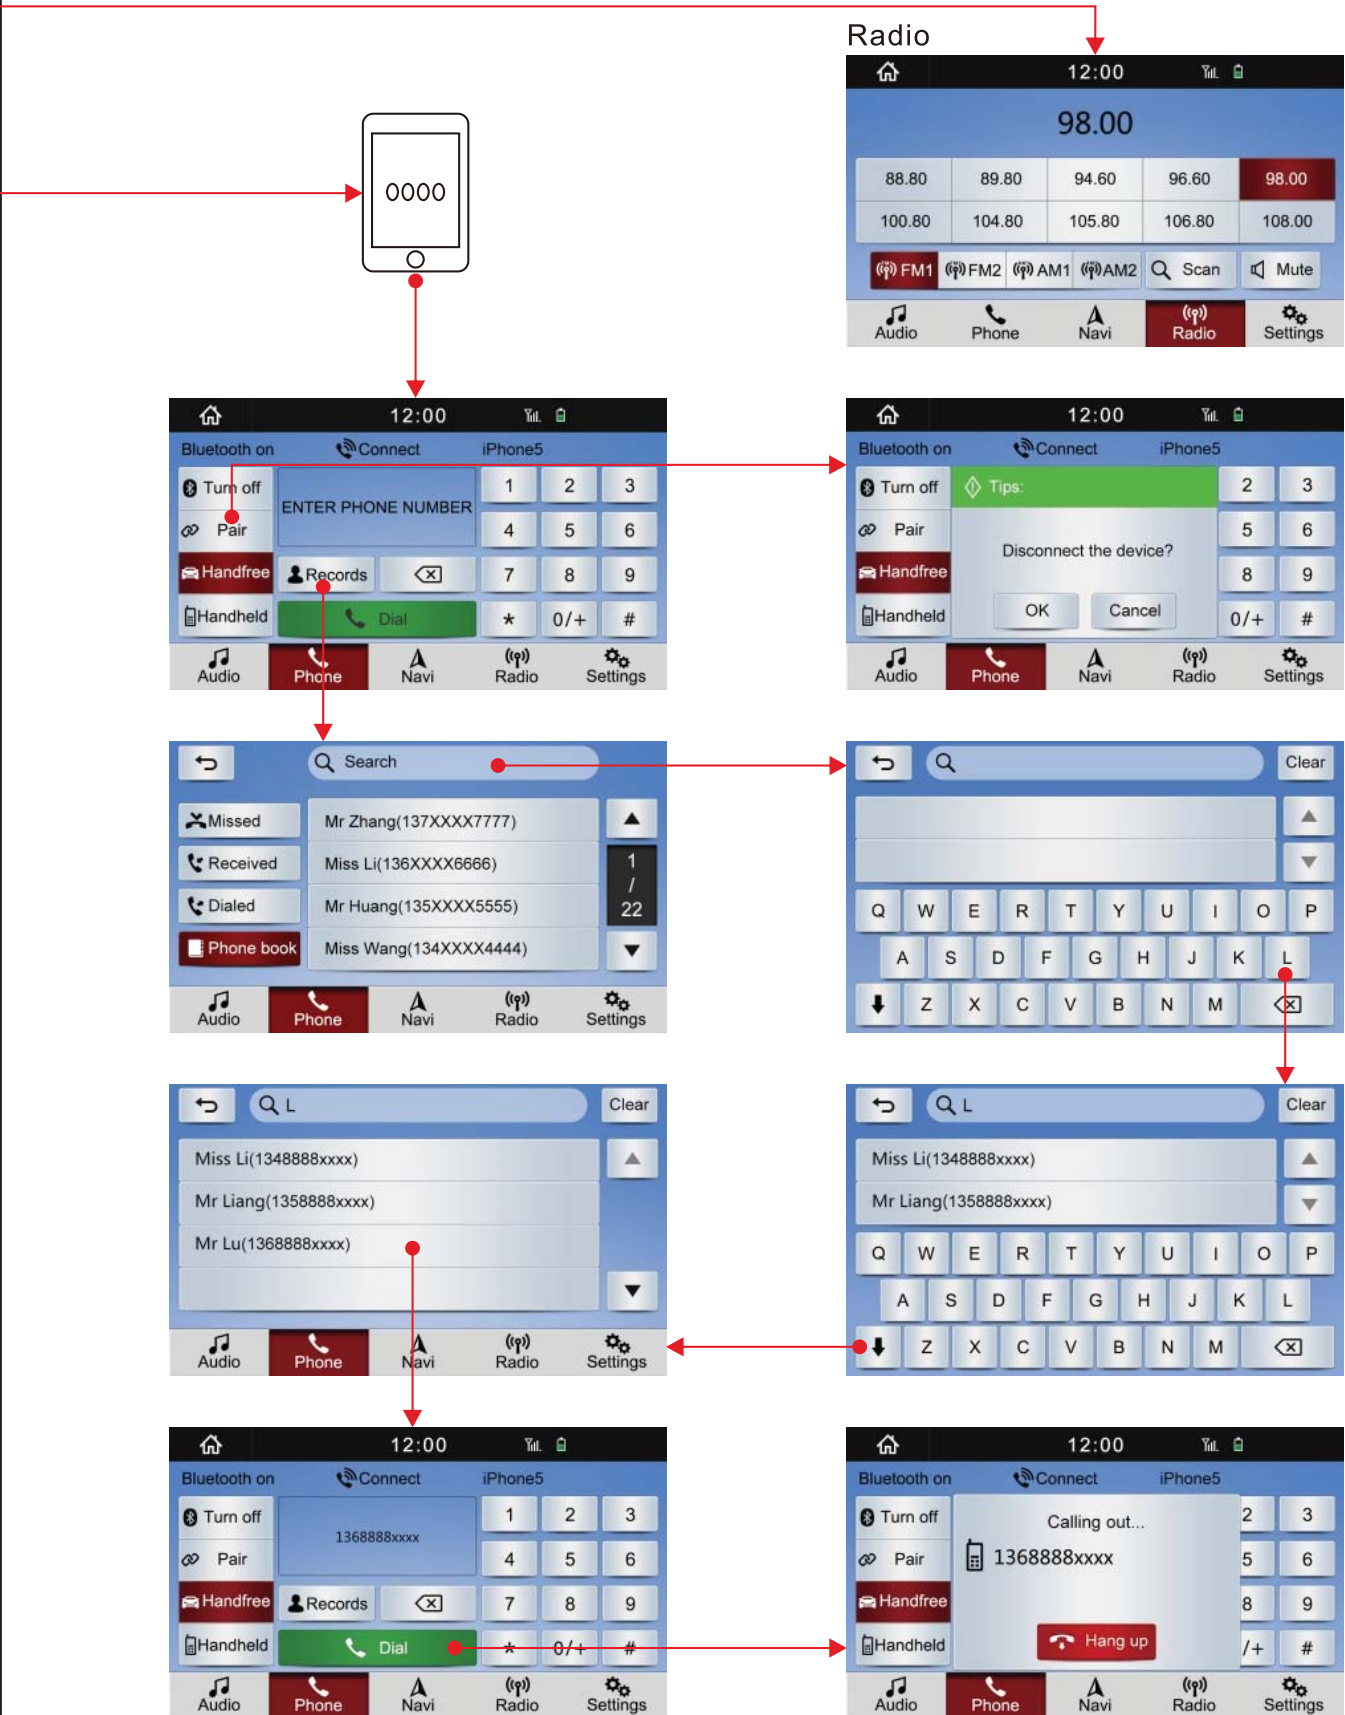 Radio
12:00
98.00
88.80 89.80 94.60 96.60 98.00
100.80 104.80 105.80 106.80 108.00
FM1 FM2 AM1 AM2 Scan Mute
Audio Phone Navi Radio Settings
0000
12:00
Bluetooth on Connect iPhone5
Turn off ENTER PHONE NUMBER 1 2 3
Pair 4 5 6
Handfree Records 7 8 9
Handheld Dial * 0/+ #
Audio Phone Navi Radio Settings
12:00
Bluetooth on Connect iPhone5
Turn off Tips: 2 3
Pair Disconnect the device? 5 6
Handfree 8 9
Handheld OK Cancel 0/+ #
Audio Phone Navi Radio Settings
Search
Missed Mr Zhang(137XXXX7777)
Received Miss Li(136XXXX6666) 1
/
Dialed Mr Huang(135XXXX5555) 22
Phone book Miss Wang(134XXXX4444)
Audio Phone Navi Radio Settings
Clear
Q W E R T Y U I O P
A S D F G H J K L
Z X C V B N M
L Clear
Miss Li(1348888xxxx)
Mr Liang(1358888xxxx)
Mr Lu(1368888xxxx)
Audio Phone Navi Radio Settings
L Clear
Miss Li(1348888xxxx)
Mr Liang(1358888xxxx)
Q W E R T Y U I O P
A S D F G H J K L
Z X C V B N M
12:00
Bluetooth on Connect iPhone5
Turn off 1368888xxxx 1 2 3
Pair 4 5 6
Handfree Records 7 8 9
Handheld Dial * 0/+ #
Audio Phone Navi Radio Settings
12:00
Bluetooth on Connect iPhone5
Turn off Calling out... 2 3
Pair 1368888xxxx 5 6
Handfree 8 9
Handheld Hang up /+ #
Audio Phone Navi Radio Settings